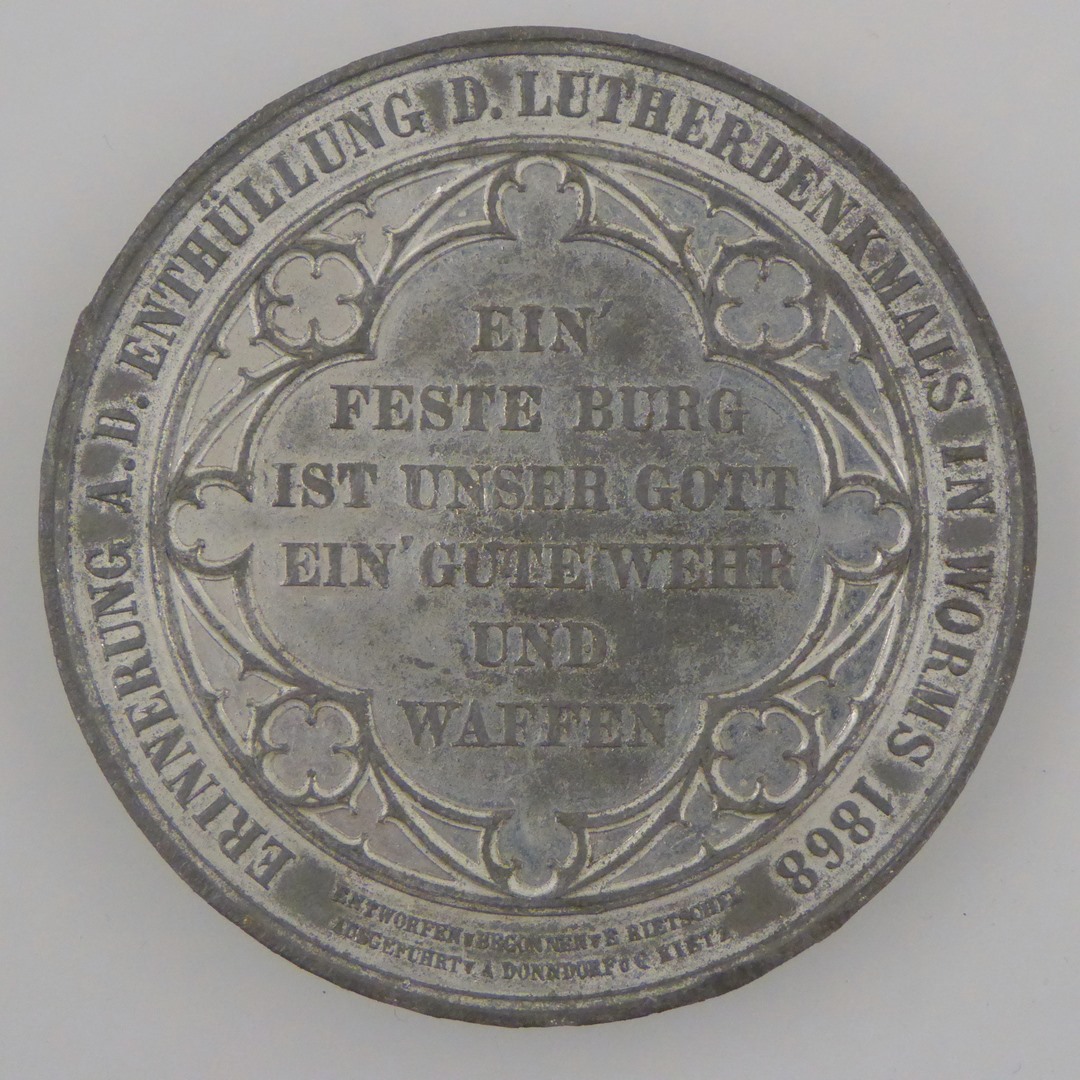 ERINNERUNG A. D. ENTHÜLLUNG D. LUTHERDENKMALS IN WORMS 1868
EIN'
FESTE BURG
IST UNSER GOTT
EIN' GUTE WEHR
UND
WAFFEN
ENTWORFEN U BEGONNEN V E RIETSCHEL
AUSGEFÜHRT V. A DONNDORF U G KIETZ